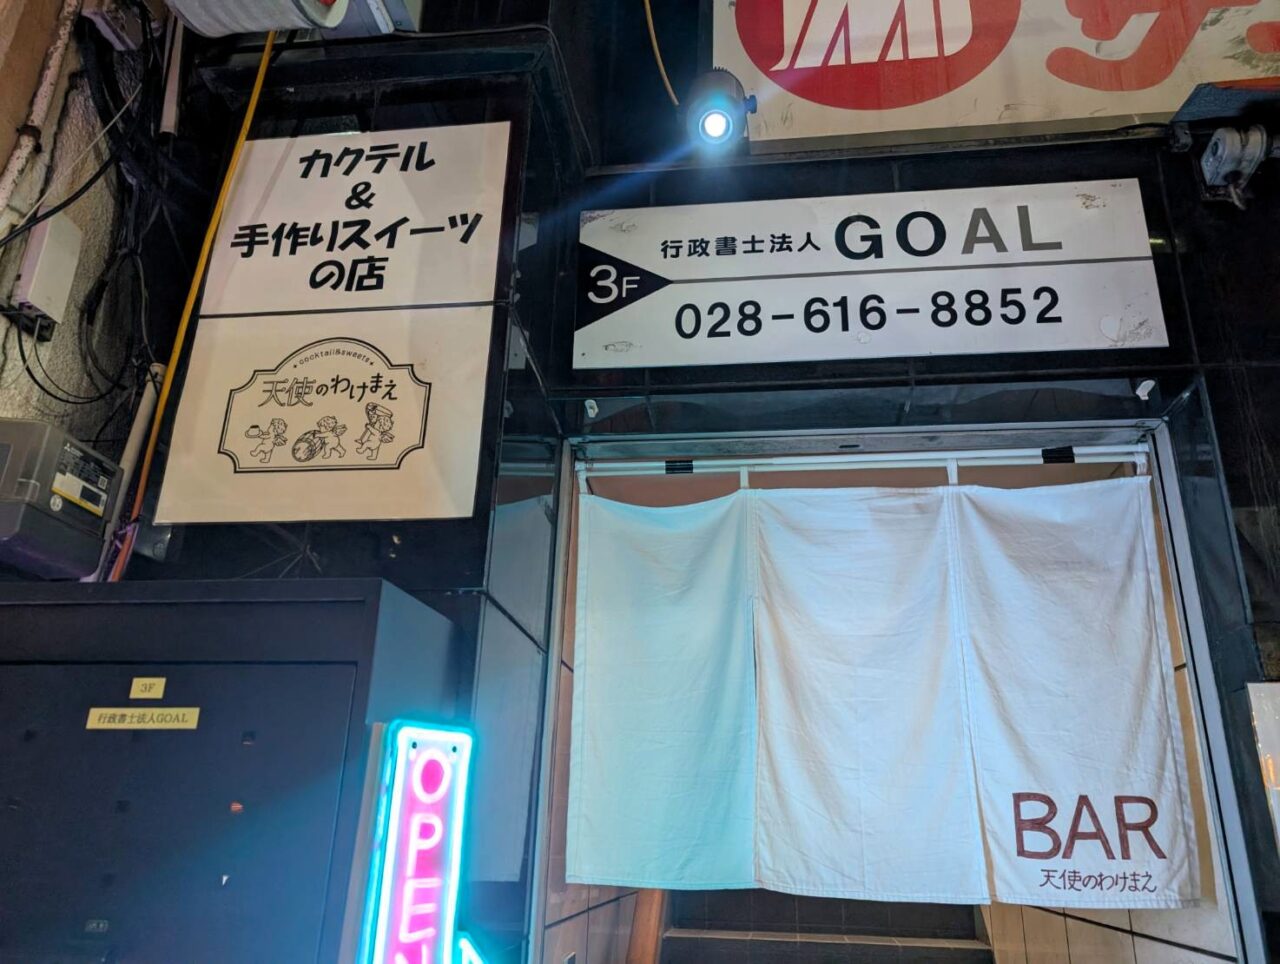 カクテル
&
手作りスイーツ
の店
cocktail&sweets
天使のわけまえ
3F
行政書士法人 GOAL
028-616-8852
3F
行政書士法人GOAL
OPEN
BAR
天使のわけまえ